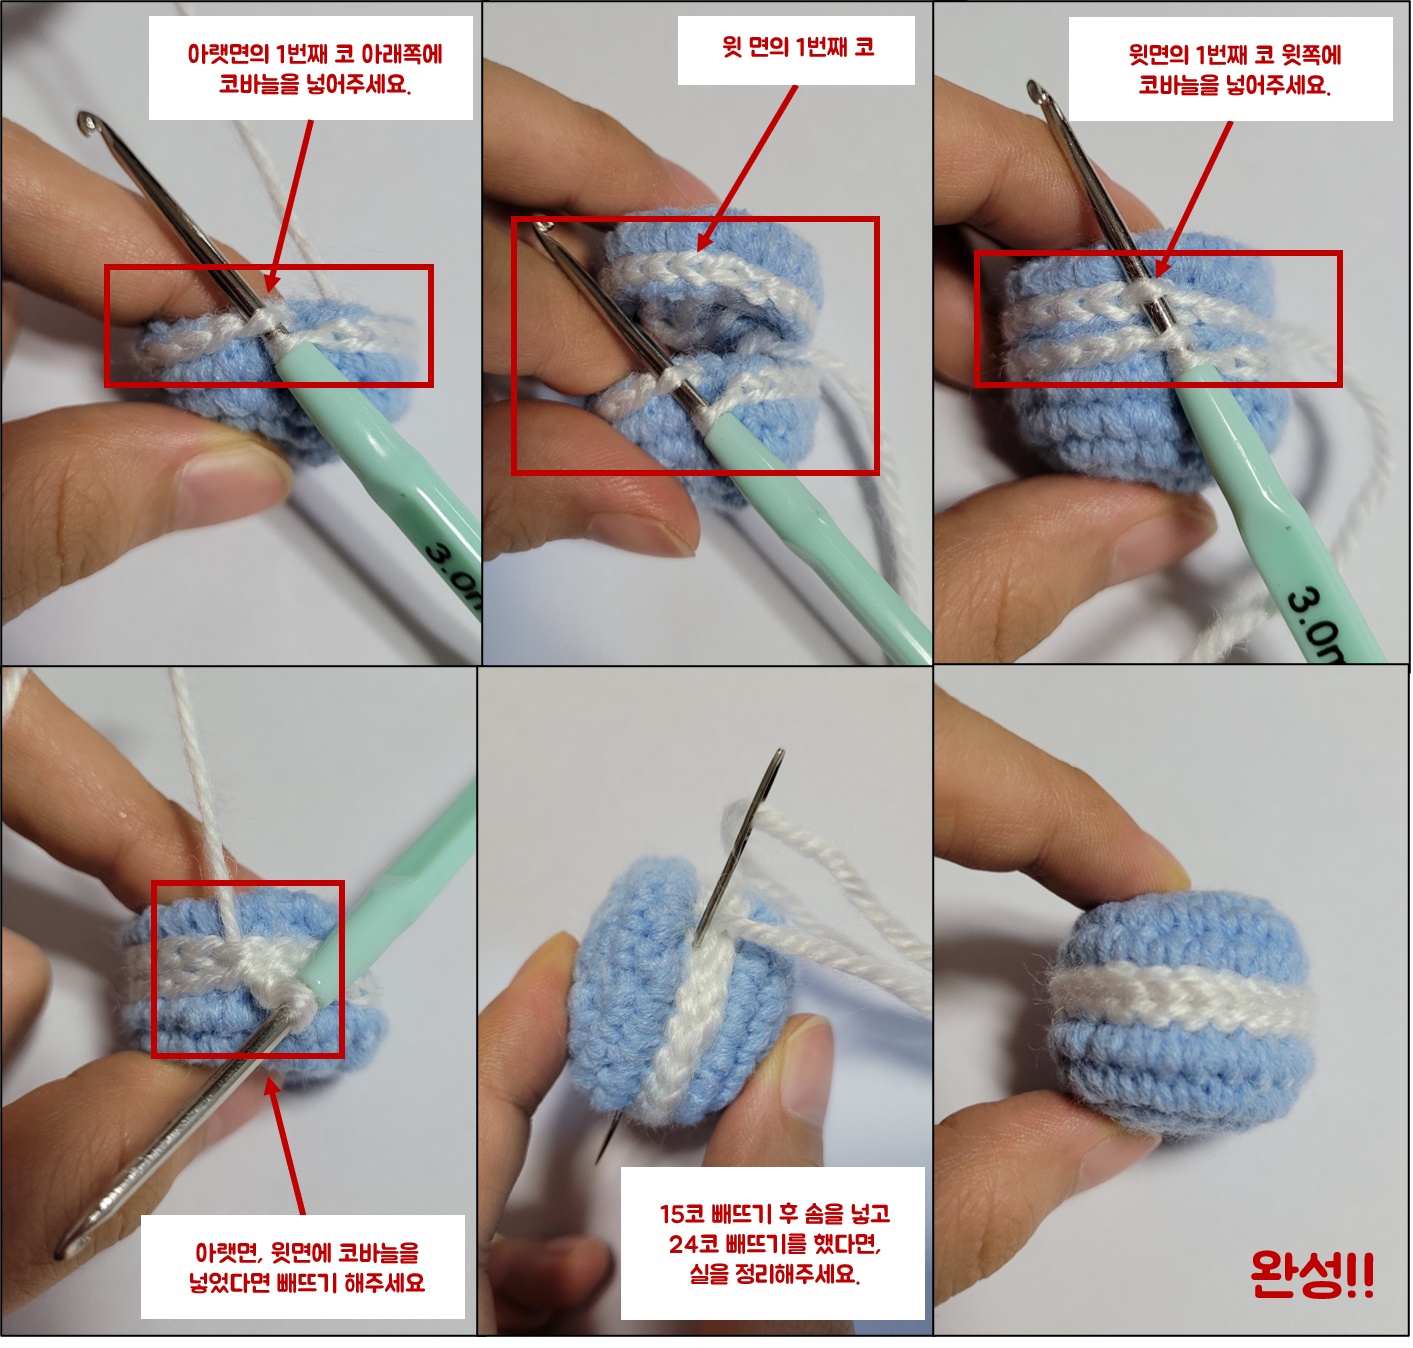 아랫면의 1번째 코 아래쪽에
코바늘을 넣어주세요.
윗 면의 1번째 코
윗면의 1번째 코 윗쪽에
코바늘을 넣어주세요.
3.0m
3.0m
아랫면, 윗면에 코바늘을
넣었다면 빼뜨기 해주세요
15코 빼뜨기 후 솜을 넣고
24코 빼뜨기를 했다면,
실을 정리해주세요.
완성!!